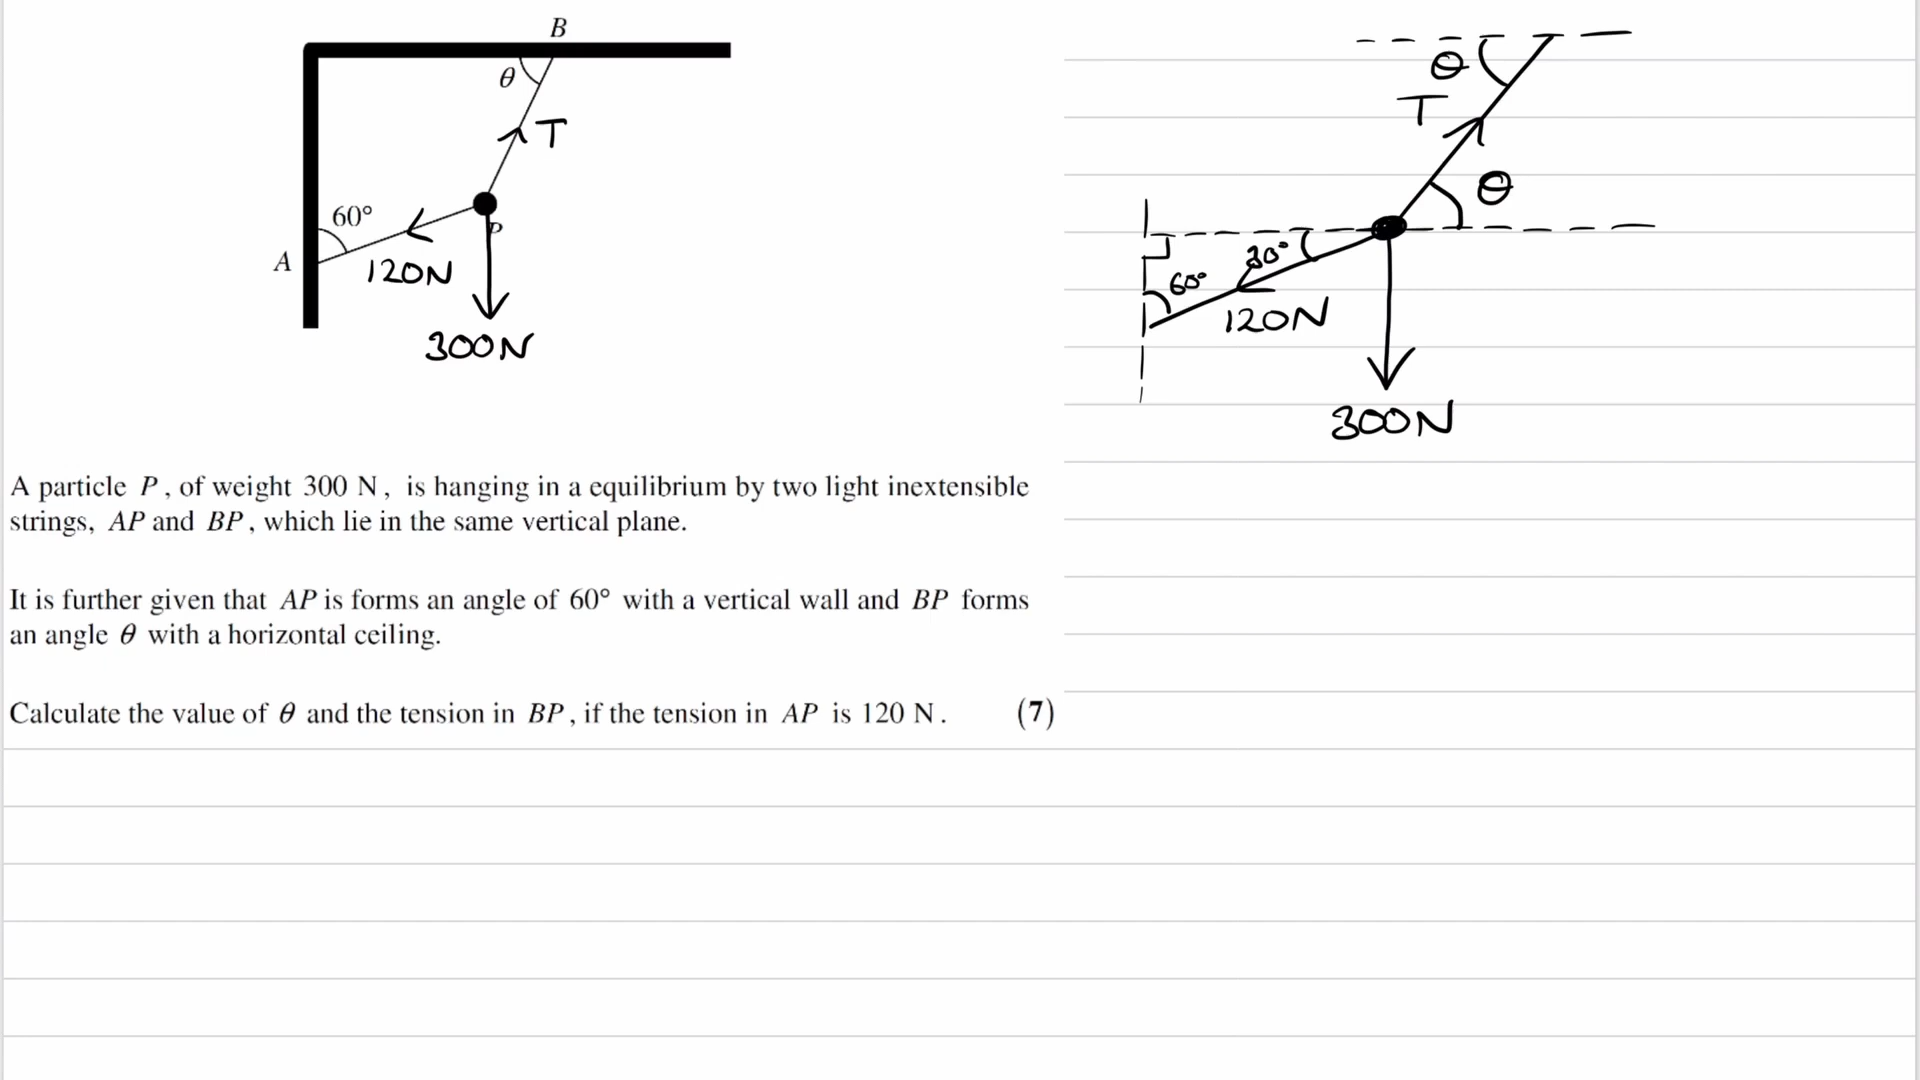 B
θ
T
60°
P
A
120N
300N
θ
T
θ
30°
60°
120N
300N
A particle P, of weight 300 N, is hanging in a equilibrium by two light inextensible
strings, AP and BP, which lie in the same vertical plane.
It is further given that AP is forms an angle of 60° with a vertical wall and BP forms
an angle θ with a horizontal ceiling.
Calculate the value of θ and the tension in BP, if the tension in AP is 120 N. (7)